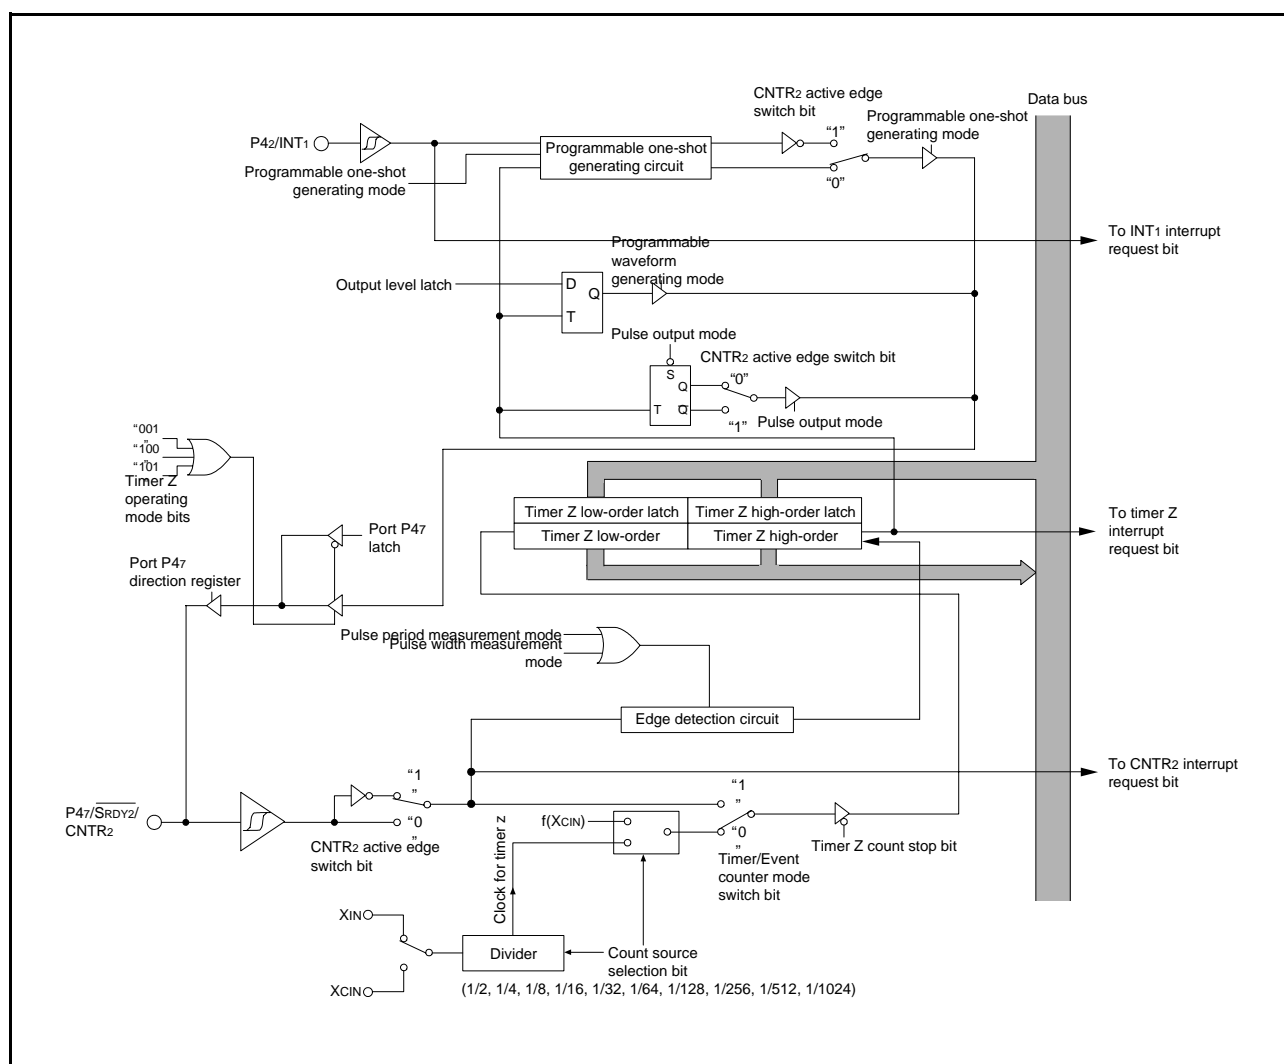 CNTR2 active edge
switch bit
Data bus
Programmable one-shot
generating mode
P42/INT1
"1"
Programmable one-shot
generating circuit
Programmable one-shot
generating mode
"0"
To INT1 interrupt
request bit
Programmable
waveform
generating mode
Output level latch
D
Q
T
Pulse output mode
CNTR2 active edge switch bit
S
Q
"0"
T
Q
Pulse output mode
"1"
"001
"
"100
"
"101
"
Timer Z
operating
mode bits
Timer Z low-order latch
Timer Z high-order latch
Timer Z low-order
Timer Z high-order
To timer Z
interrupt
request bit
Port P47
latch
Port P47
direction register
Pulse period measurement mode
Pulse width measurement
mode
Edge detection circuit
To CNTR2 interrupt
request bit
"1
"
"1
"
P47/SRDY2/
CNTR2
"0
"
f(XCIN)
"0
"
CNTR2 active edge
switch bit
Clock for timer z
Timer/Event
counter mode
switch bit
Timer Z count stop bit
XIN
Divider
Count source
selection bit
XCIN
(1/2, 1/4, 1/8, 1/16, 1/32, 1/64, 1/128, 1/256, 1/512, 1/1024)